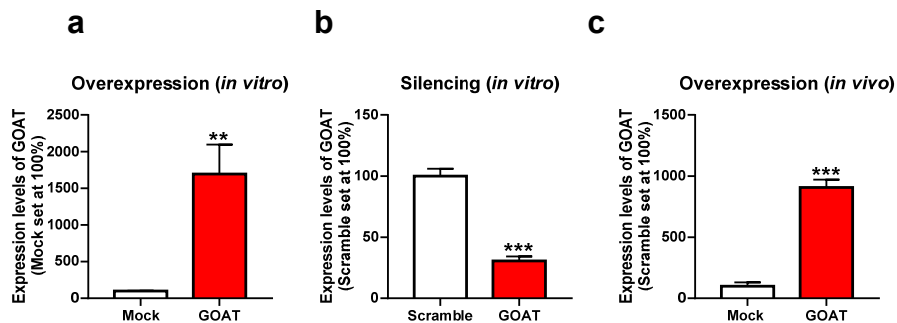 a
Overexpression (in vitro)
Expression levels of GOAT
(Mock set at 100%)
2500
2000
1500
1000
500
0
**
Mock GOAT
b
Silencing (in vitro)
Expression levels of GOAT
(Scramble set at 100%)
150
100
50
0
***
Scramble GOAT
c
Overexpression (in vivo)
Expression levels of GOAT
(Scramble set at 100%)
1500
1000
500
0
***
Mock GOAT